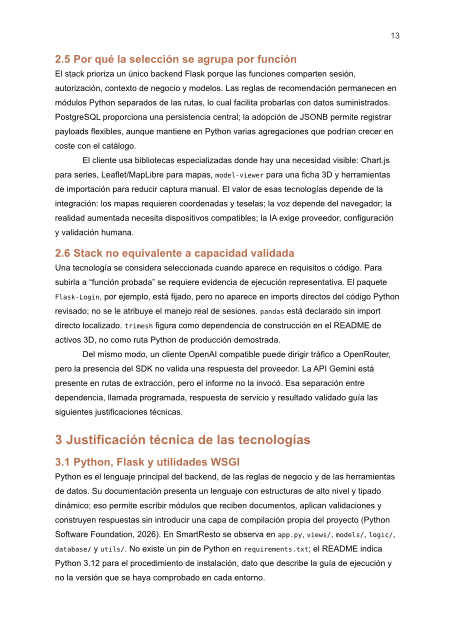 13
2.5 Por qué la selección se agrupa por función
El stack prioriza un único backend Flask porque las funciones comparten sesión,
autorización, contexto de negocio y modelos. Las reglas de recomendación permanecen en
módulos Python separados de las rutas, lo cual facilita probarlas con datos suministrados.
PostgreSQL proporciona una persistencia central; la adopción de JSONB permite registrar
payloads flexibles, aunque mantiene en Python varias agregaciones que podrían crecer en
coste con el catálogo.
El cliente usa bibliotecas especializadas donde hay una necesidad visible: Chart.js
para series, Leaflet/MapLibre para mapas, model-viewer para una ficha 3D y herramientas
de importación para reducir captura manual. El valor de esas tecnologías depende de la
integración: los mapas requieren coordenadas y teselas; la voz depende del navegador; la
realidad aumentada necesita dispositivos compatibles; la IA exige proveedor, configuración
y validación humana.
2.6 Stack no equivalente a capacidad validada
Una tecnología se considera seleccionada cuando aparece en requisitos o código. Para
subirla a “función probada” se requiere evidencia de ejecución representativa. El paquete
Flask-Login, por ejemplo, está fijado, pero no aparece en imports directos del código Python
revisado; no se le atribuye el manejo real de sesiones. pandas está declarado sin import
directo localizado. trimesh figura como dependencia de construcción en el README de
activos 3D, no como ruta Python de producción demostrada.
Del mismo modo, un cliente OpenAI compatible puede dirigir tráfico a OpenRouter,
pero la presencia del SDK no valida una respuesta del proveedor. La API Gemini está
presente en rutas de extracción, pero el informe no la invocó. Esa separación entre
dependencia, llamada programada, respuesta de servicio y resultado validado guía las
siguientes justificaciones técnicas.
3 Justificación técnica de las tecnologías
3.1 Python, Flask y utilidades WSGI
Python es el lenguaje principal del backend, de las reglas de negocio y de las herramientas
de datos. Su documentación presenta un lenguaje con estructuras de alto nivel y tipado
dinámico; eso permite escribir módulos que reciben documentos, aplican validaciones y
construyen respuestas sin introducir una capa de compilación propia del proyecto (Python
Software Foundation, 2026). En SmartResto se observa en app.py, views/, models/, logic/,
database/ y utils/. No existe un pin de Python en requirements.txt; el README indica
Python 3.12 para el procedimiento de instalación, dato que describe la guía de ejecución y
no la versión que se haya comprobado en cada entorno.